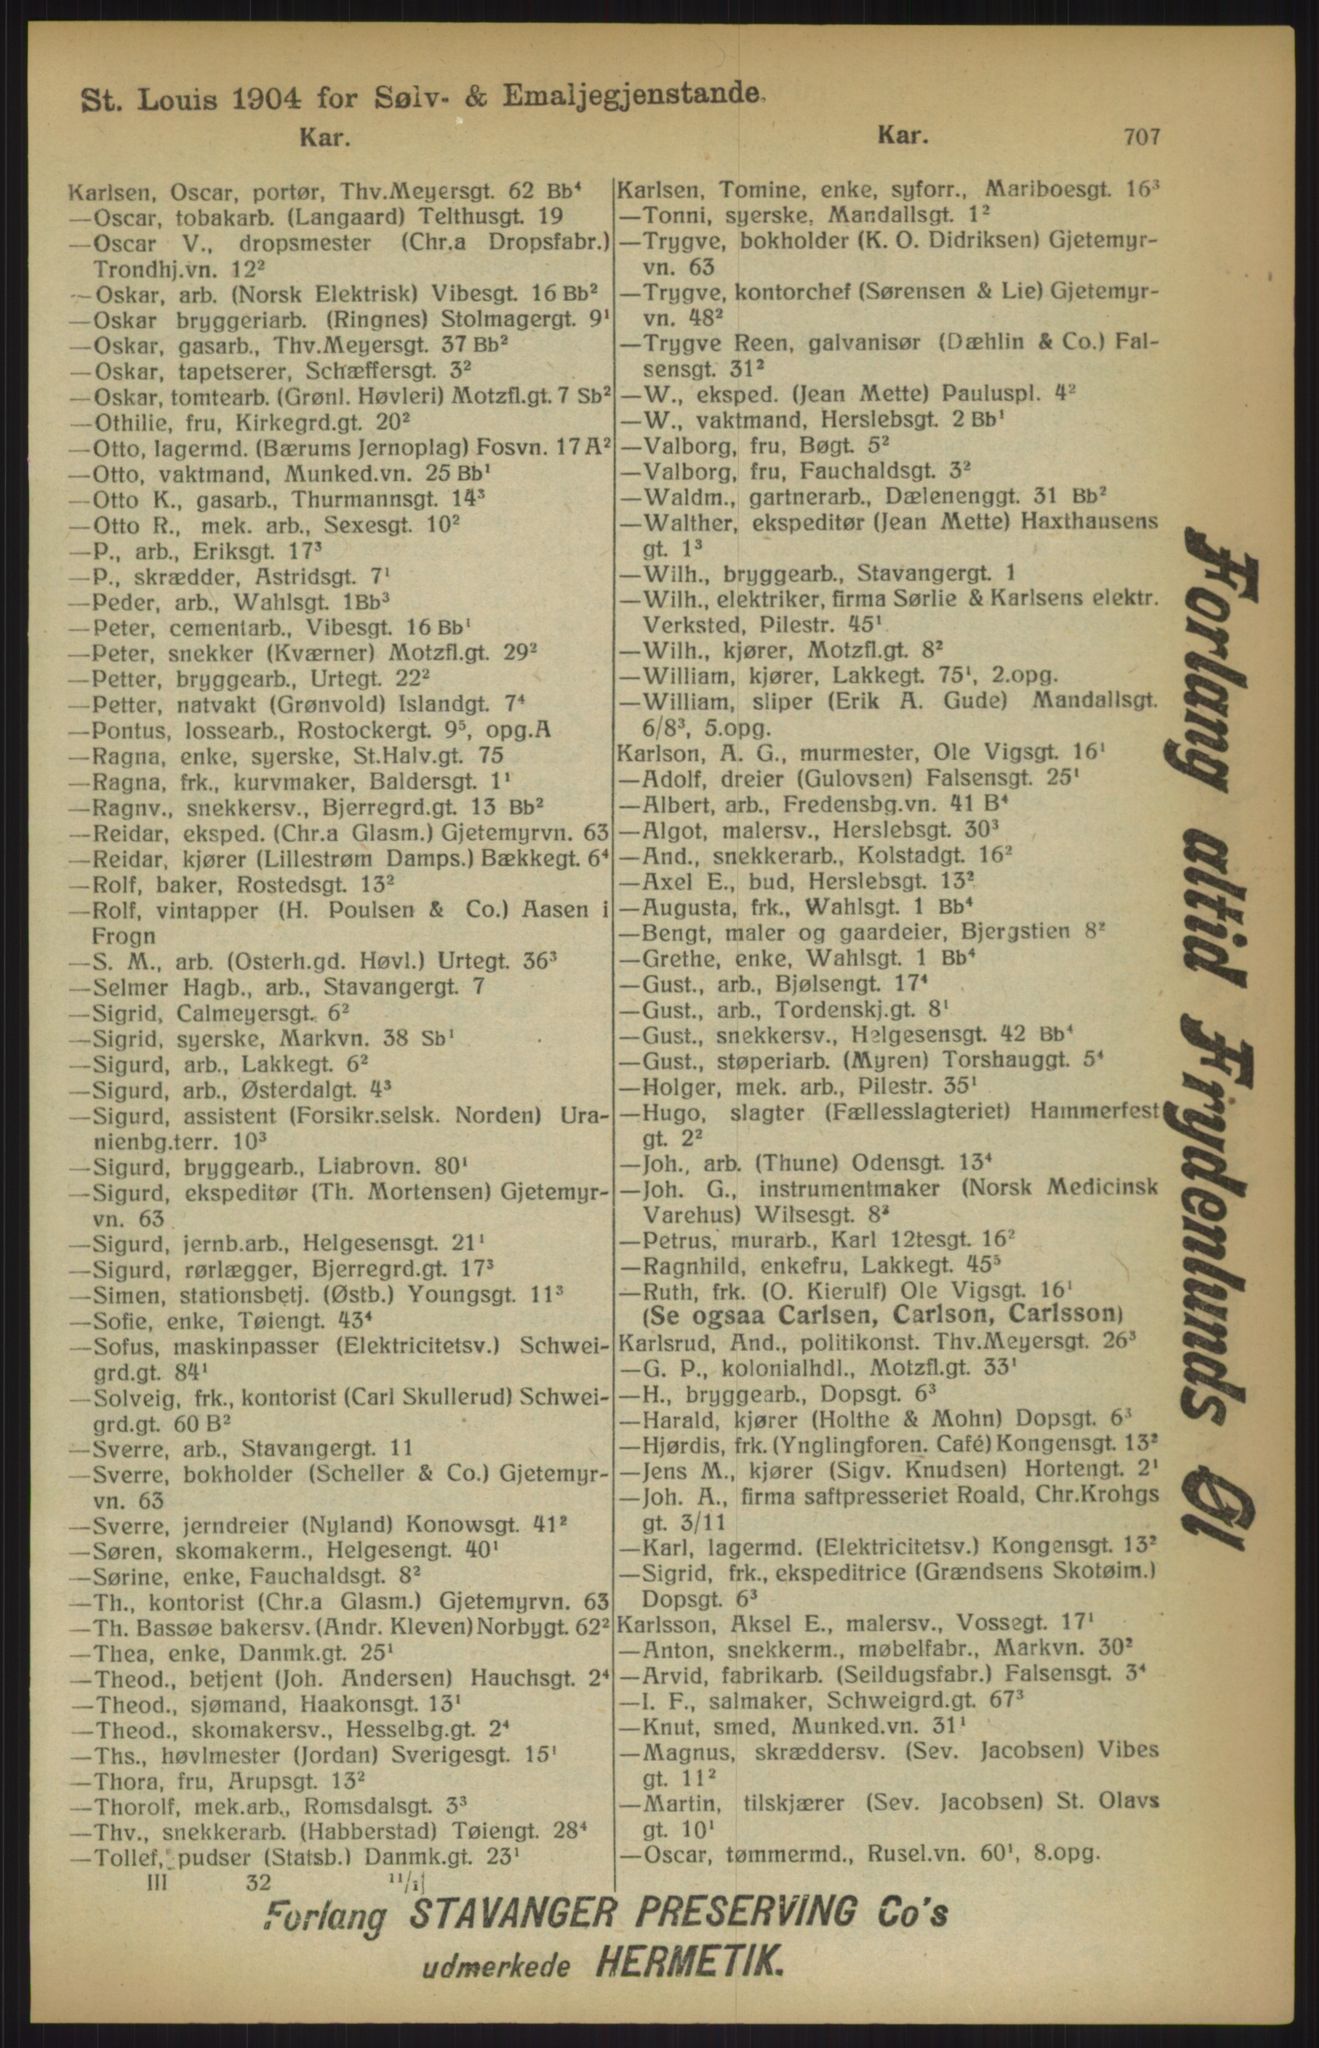 St. Louis 1904 for Sølv- & Emaljegjenstande.
Kar.
Kar.
707
Karlsen, Oscar, portør, Thv.Meyersgt. 62 Bb⁴
—Oscar, tobakarb. (Langaard) Telthusgt. 19
—Oscar V., dropsmester (Chr.a Dropsfabr.)
Trondhj.vn. 12²
—Oskar, arb. (Norsk Elektrisk) Vibesgt. 16 Bb²
—Oskar bryggeriarb. (Ringnes) Stolmagergt. 9¹
—Oskar, gasarb., Thv.Meyersgt. 37 Bb²
—Oskar, tapetserer, Schæffersgt. 3²
—Oskar, tomtearb. (Grønl. Høvleri) Motzfl.gt. 7 Sb²
—Othilie, fru, Kirkegrd.gt. 20²
—Otto, lagermd. (Bærums Jernoplag) Fosvn. 17 A²
—Otto, vaktmand, Munked.vn. 25 Bb¹
—Otto K., gasarb., Thurmannsgt. 14³
—Otto R., mek. arb., Sexesgt. 10²
—P., arb., Eriksgt. 17³
—P., skrædder, Astridsgt. 7¹
—Peder, arb., Wahlsgt. 1Bb³
—Peter, cementarb., Vibesgt. 16 Bb¹
—Peter, snekker (Kværner) Motzfl.gt. 29²
—Petter, bryggearb., Urtegt. 22²
—Petter, natvakt (Grønvold) Islandgt. 7⁴
—Pontus, lossearb., Rostockergt. 9⁵, opg.A
—Ragna, enke, syerske, St.Halv.gt. 75
—Ragna, frk., kurvmaker, Baldersgt. 1¹
—Ragnv., snekkersv., Bjerregrd.gt. 13 Bb²
—Reidar, eksped. (Chr.a Glasm.) Gjetemyrvn. 63
—Reidar, kjører (Lillestrøm Damps.) Bækkegt. 6⁴
—Rolf, baker, Rostedsgt. 13²
—Rolf, vintapper (H. Poulsen & Co.) Aasen i
Frogn
—S. M., arb. (Osterh.gd. Høvl.) Urtegt. 36³
—Selmer Hagb., arb., Stavangergt. 7
—Sigrid, Calmeyersgt. 6²
—Sigrid, syerske, Markvn. 38 Sb¹
—Sigurd, arb., Lakkegt. 6²
—Sigurd, arb., Østerdalgt. 4³
—Sigurd, assistent (Forsikr.selsk. Norden) Ura-
nienbg.terr. 10³
—Sigurd, bryggearb., Liabrovn. 80¹
—Sigurd, ekspeditør (Th. Mortensen) Gjetemyr-
vn. 63
—Sigurd, jernb.arb., Helgesensgt. 21¹
—Sigurd, rørlægger, Bjerregrd.gt. 17³
—Simen, stationsbetj. (Østb.) Youngsgt. 11³
—Sofie, enke, Tøiengt. 43⁴
—Sofus, maskinpasser (Elektricitetsv.) Schwei-
grd.gt. 84¹
—Solveig, frk., kontorist (Carl Skullerud) Schwei-
grd.gt. 60 B²
—Sverre, arb., Stavangergt. 11
—Sverre, bokholder (Scheller & Co.) Gjetemyr-
vn. 63
—Sverre, jerndreier (Nyland) Konowsgt. 41²
—Søren, skomakerm., Helgesengt. 40¹
—Sørine, enke, Fauchaldsgt. 8²
—Th., kontorist (Chr.a Glasm.) Gjetemyrvn. 63
—Th. Bassøe bakersv. (Andr. Kleven) Norbygt. 62²
—Thea, enke, Danmk.gt. 25¹
—Theod., betjent (Joh. Andersen) Hauchsgt. 2⁴
—Theod., sjømand, Haakonsgt. 13¹
—Theod., skomakersv., Hesselbg.gt. 2⁴
—Ths., høvlmester (Jordan) Sverigesgt. 15¹
—Thora, fru, Arupsgt. 13²
—Thorolf, mek.arb., Romsdalsgt. 3³
—Thv., snekkerarb. (Habberstad) Tøiengt. 28⁴
—Tollef, pudser (Statsb.) Danmk.gt. 23¹
III 32
Karlsen, Tomine, enke, syforr., Mariboesgt. 16³
—Tonni, syerske, Mandallsgt. 1²
—Trygve, bokholder (K. O. Didriksen) Gjetemyr-
vn. 63
—Trygve, kontorchef (Sørensen & Lie) Gjetemyr-
vn. 48²
—Trygve Reen, galvanisør (Dæhlin & Co.) Fal-
sensgt. 31²
—W., eksped. (Jean Mette) Pauluspl. 4²
—W., vaktmand, Herslebsgt. 2 Bb¹
—Valborg, fru, Bøgt. 5²
—Valborg, fru, Fauchaldsgt. 3²
—Waldm., gartnerarb., Dælenenggt. 31 Bb²
—Walther, ekspeditør (Jean Mette) Haxthausens
gt. 1³
—Wilh., bryggearb., Stavangergt. 1
—Wilh., elektriker, firma Sørlie & Karlsens elektr.
Verksted, Pilestr. 45¹
—Wilh., kjører, Motzfl.gt. 8²
—William, kjører, Lakkegt. 75¹, 2.opg.
—William, sliper (Erik A. Gude) Mandallsgt.
6/8³, 5.opg.
Karlson, A. G., murmester, Ole Vigsgt. 16¹
—Adolf, dreier (Gulovsen) Falsensgt. 25¹
—Albert, arb., Fredensbg.vn. 41 B⁴
—Algot, malersv., Herslebsgt. 30³
—And., snekkerarb., Kolstadgt. 16²
—Axel E., bud, Herslebsgt. 13²
—Augusta, frk., Wahlsgt. 1 Bb⁴
—Bengt, maler og gaardeier, Bjergstien 8²
—Grethe, enke, Wahlsgt. 1 Bb⁴
—Gust., arb., Bjølsengt. 17⁴
—Gust., arb., Tordenskj.gt. 8¹
—Gust., snekkersv., Helgesensgt. 42 Bb⁴
—Gust., støperiarb. (Myren) Torshauggt. 5⁴
—Holger, mek. arb., Pilestr. 35¹
—Hugo, slagter (Fællesslagteriet) Hammerfest
gt. 2²
—Joh., arb. (Thune) Odensgt. 13⁴
—Joh. G., instrumentmaker (Norsk Medicinsk
Varehus) Wilsesgt. 8²
—Petrus, murarb., Karl 12tesgt. 16²
—Ragnhild, enkefru, Lakkegt. 45⁵
—Ruth, frk. (O. Kierulf) Ole Vigsgt. 16¹
(Se ogsaa Carlsen, Carlson, Carlsson)
Karlsrud, And., politikonst. Thv.Meyersgt. 26³
—G. P., kolonialhdl., Motzfl.gt. 33¹
—H., bryggearb., Dopsgt. 6³
—Harald, kjører (Holthe & Mohn) Dopsgt. 6³
—Hjørdis, frk. (Ynglingforen. Café) Kongensgt. 13²
—Jens M., kjører (Sigv. Knudsen) Hortengt. 2¹
—Joh. A., firma saftpresseriet Roald, Chr.Krohgs
gt. 3/11
—Karl, lagermd. (Elektricitetsv.) Kongensgt. 13²
—Sigrid, frk., ekspeditrice (Grændsens Skotøim.)
Dopsgt. 6³
Karlsson, Aksel E., malersv., Vossegt. 17¹
—Anton, snekkerm., møbelfabr., Markvn. 30²
—Arvid, fabrikarb. (Seildugsfabr.) Falsensgt. 3⁴
—I. F., salmaker, Schweigrd.gt. 67³
—Knut, smed, Munked.vn. 31¹
—Magnus, skræddersv. (Sev. Jacobsen) Vibes
gt. 11²
—Martin, tilskjærer (Sev. Jacobsen) St. Olavs
gt. 10¹
—Oscar, tømmermd., Rusel.vn. 60¹, 8.opg.
Forlang altid Frydenlunds Øl
Forlang STAVANGER PRESERVING Co's
udmerkede HERMETIK.